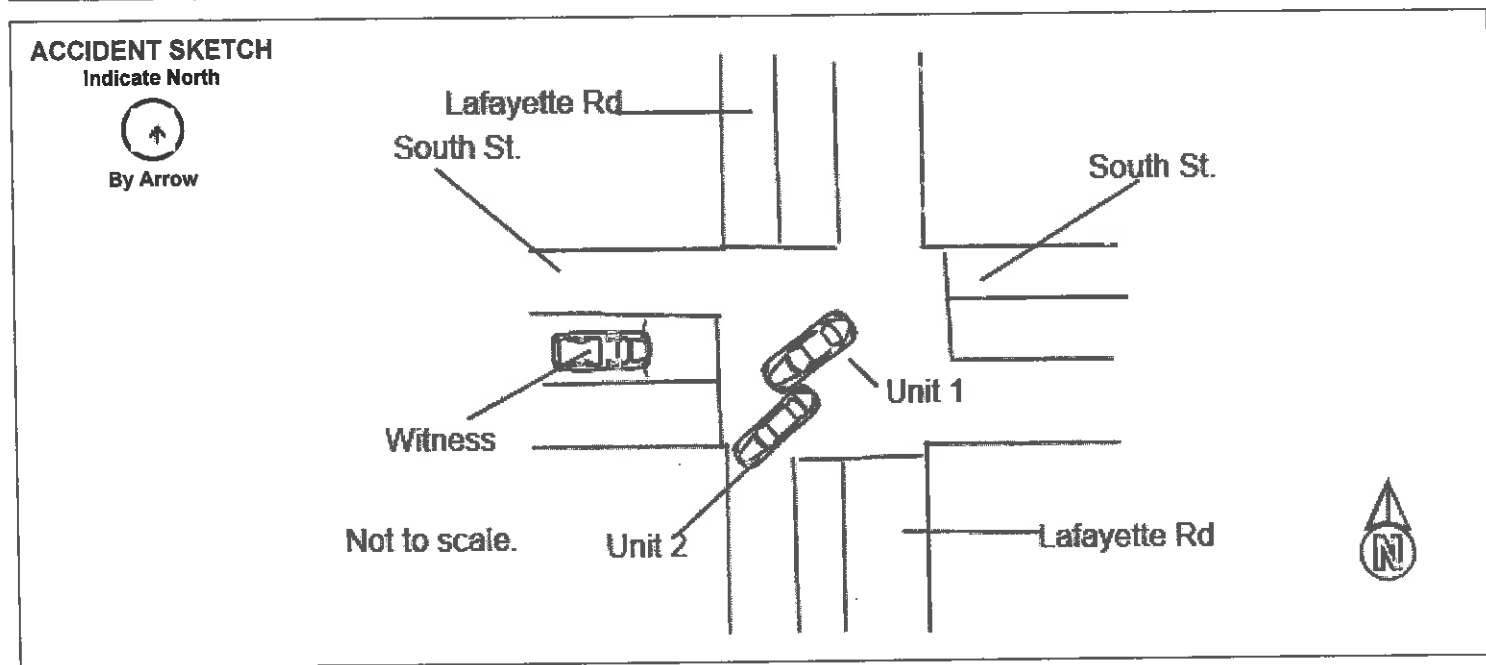 ACCIDENT SKETCH
Indicate North
By Arrow
Lafayette Rd
South St.
South St.
Unit 1
Witness
Not to scale.
Unit 2
Lafayette Rd
N